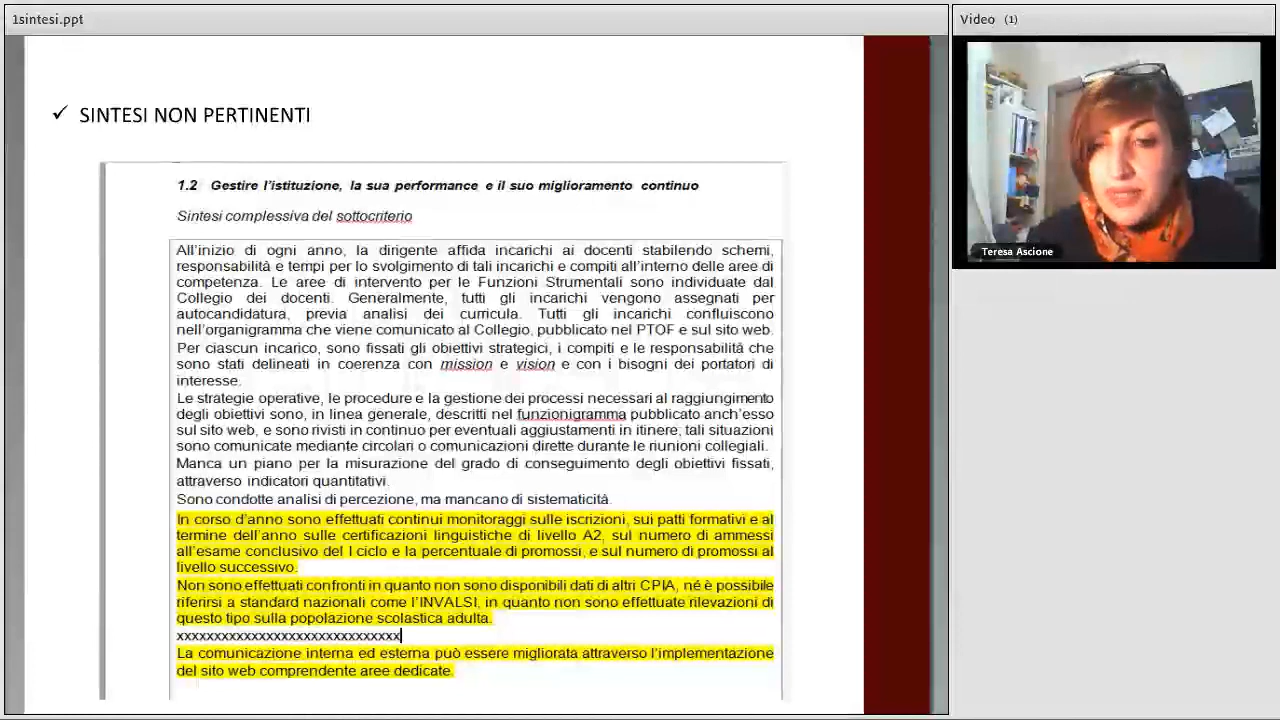 1sintesi.ppt
Video (1)
Teresa Ascione
✓ SINTESI NON PERTINENTI
1.2 Gestire l'istituzione, la sua performance e il suo miglioramento continuo
Sintesi complessiva del sottocriterio
All'inizio di ogni anno, la dirigente affida incarichi ai docenti stabilendo schemi,
responsabilità e tempi per lo svolgimento di tali incarichi e compiti all'interno delle aree di
competenza. Le aree di intervento per le Funzioni Strumentali sono individuate dal
Collegio dei docenti. Generalmente, tutti gli incarichi vengono assegnati per
autocandidatura, previa analisi dei curricula. Tutti gli incarichi confluiscono
nell'organigramma che viene comunicato al Collegio, pubblicato nel PTOF e sul sito web.
Per ciascun incarico, sono fissati gli obiettivi strategici, i compiti e le responsabilità che
sono stati delineati in coerenza con mission e vision e con i bisogni dei portatori di
interesse.
Le strategie operative, le procedure e la gestione dei processi necessari al raggiungimento
degli obiettivi sono, in linea generale, descritti nel funzionigramma pubblicato anch'esso
sul sito web, e sono rivisti in continuo per eventuali aggiustamenti in itinere; tali situazioni
sono comunicate mediante circolari o comunicazioni dirette durante le riunioni collegiali.
Manca un piano per la misurazione del grado di conseguimento degli obiettivi fissati,
attraverso indicatori quantitativi.
Sono condotte analisi di percezione, ma mancano di sistematicità.
In corso d'anno sono effettuati continui monitoraggi sulle iscrizioni, sui patti formativi e al
termine dell'anno sulle certificazioni linguistiche di livello A2, sul numero di ammessi
all'esame conclusivo del I ciclo e la percentuale di promossi, e sul numero di promossi al
livello successivo.
Non sono effettuati confronti in quanto non sono disponibili dati di altri CPIA, né è possibile
riferirsi a standard nazionali come l'INVALSI, in quanto non sono effettuate rilevazioni di
questo tipo sulla popolazione scolastica adulta.
xxxxxxxxxxxxxxxxxxxxxxxxxxxxxx
La comunicazione interna ed esterna può essere migliorata attraverso l'implementazione
del sito web comprendente aree dedicate.